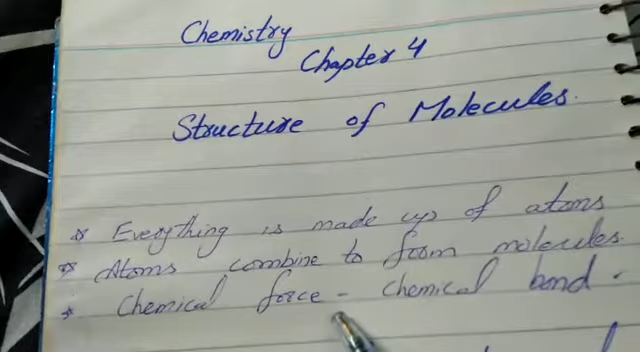 Chemistry
Chapter 4
Structure of Molecules.
* Everything is made up of atoms
* Atoms combine to form molecules.
* Chemical force - chemical bond.